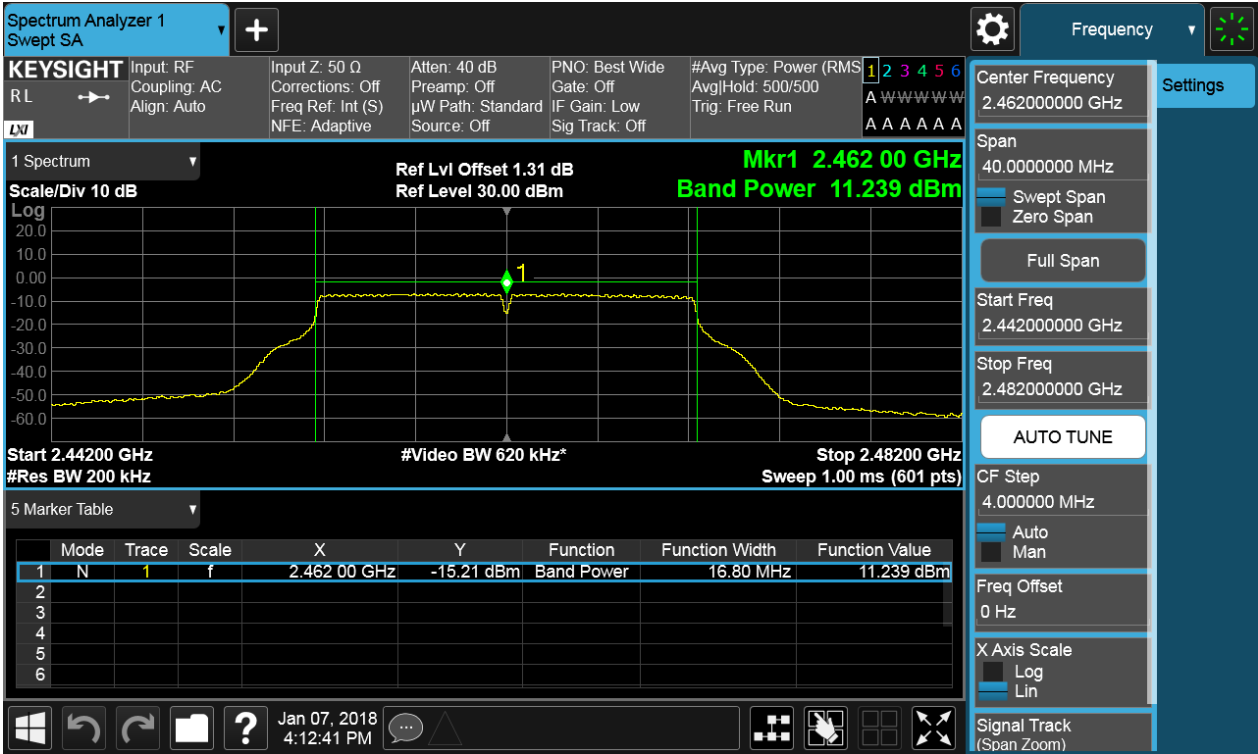 Spectrum Analyzer 1
Swept SA
Frequency
KEYSIGHT
RL
LXI
Input: RF
Coupling: AC
Align: Auto
Input Z: 50 Ω
Corrections: Off
Freq Ref: Int (S)
NFE: Adaptive
Atten: 40 dB
Preamp: Off
µW Path: Standard
Source: Off
PNO: Best Wide
Gate: Off
IF Gain: Low
Sig Track: Off
#Avg Type: Power (RMS
Avg|Hold: 500/500
Trig: Free Run
1 2 3 4 5 6
A W W W W W
A A A A A A
1 Spectrum
Scale/Div 10 dB
Ref Lvl Offset 1.31 dB
Ref Level 30.00 dBm
Mkr1 2.462 00 GHz
Band Power 11.239 dBm
Log
20.0
10.0
0.00
-10.0
-20.0
-30.0
-40.0
-50.0
-60.0
1
Start 2.44200 GHz
#Res BW 200 kHz
#Video BW 620 kHz*
Stop 2.48200 GHz
Sweep 1.00 ms (601 pts)
5 Marker Table
Mode Trace Scale X Y Function Function Width Function Value
1 N 1 f 2.462 00 GHz -15.21 dBm Band Power 16.80 MHz 11.239 dBm
2
3
4
5
6
?
Jan 07, 2018
4:12:41 PM
Center Frequency
2.462000000 GHz
Settings
Span
40.0000000 MHz
Swept Span
Zero Span
Full Span
Start Freq
2.442000000 GHz
Stop Freq
2.482000000 GHz
AUTO TUNE
CF Step
4.000000 MHz
Auto
Man
Freq Offset
0 Hz
X Axis Scale
Log
Lin
Signal Track
(Span Zoom)